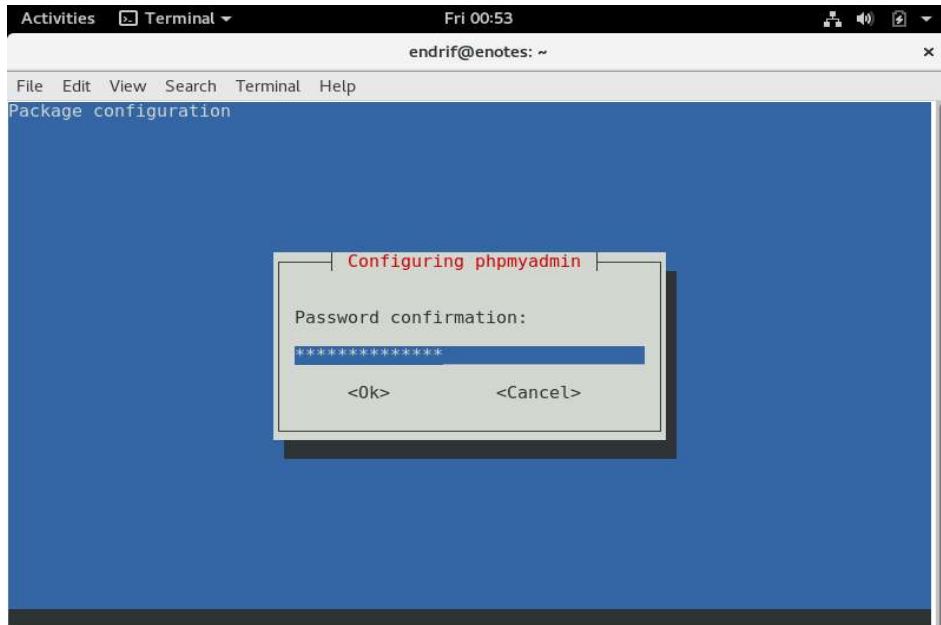 Activities Terminal Fri 00:53
endrif@enotes: ~ ×
File Edit View Search Terminal Help
Package configuration
Configuring phpmyadmin
Password confirmation:
**************
<Ok> <Cancel>